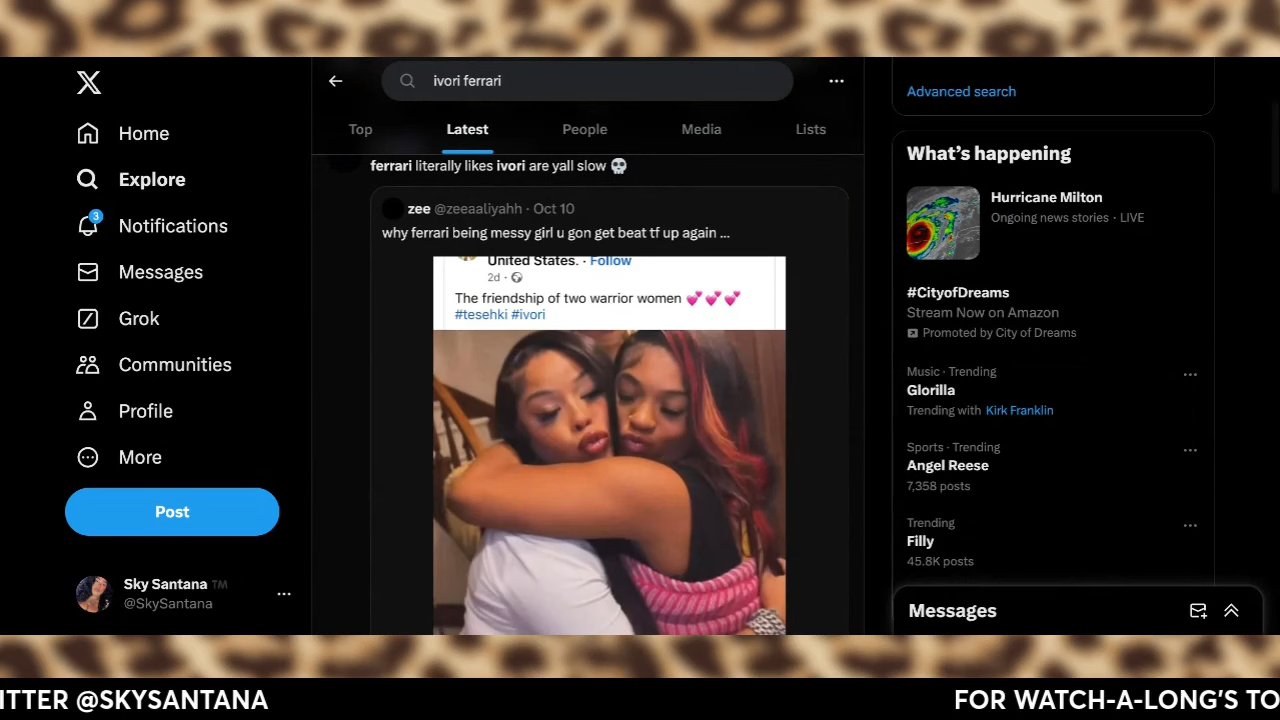 Home
Explore
3
Notifications
Messages
Grok
Communities
Profile
More
Post
Sky Santana TM
@SkySantana
ivori ferrari
Top
Latest
People
Media
Lists
ferrari literally likes ivori are yall slow 💀
zee @zeeaaliyahh · Oct 10
why ferrari being messy girl u gon get beat tf up again ...
United States. · Follow
2d ·
The friendship of two warrior women 💕💕💕
#tesehki #ivori
Advanced search
What's happening
Hurricane Milton
Ongoing news stories · LIVE
#CityofDreams
Stream Now on Amazon
Promoted by City of Dreams
Music · Trending
Glorilla
Trending with Kirk Franklin
Sports · Trending
Angel Reese
7,358 posts
Trending
Filly
45.8K posts
Messages
ITTER @SKYSANTANA
FOR WATCH-A-LONG'S TO